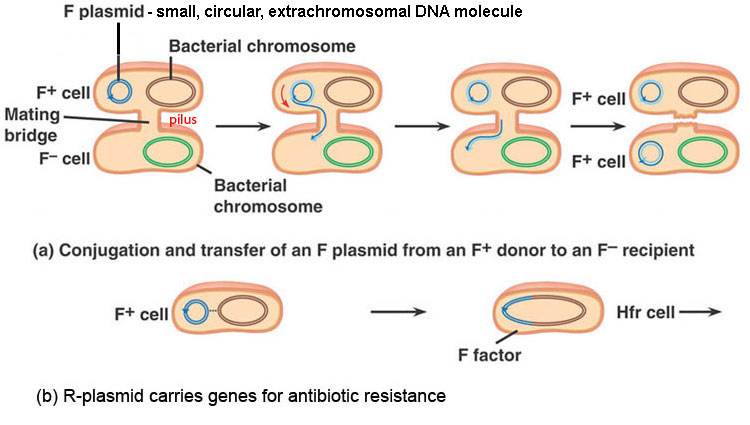 F plasmid - small, circular, extrachromosomal DNA molecule
Bacterial chromosome
F+ cell
Mating
bridge
pilus
F– cell
Bacterial
chromosome
F+ cell
F+ cell
(a) Conjugation and transfer of an F plasmid from an F+ donor to an F– recipient
F+ cell
Hfr cell
F factor
(b) R-plasmid carries genes for antibiotic resistance